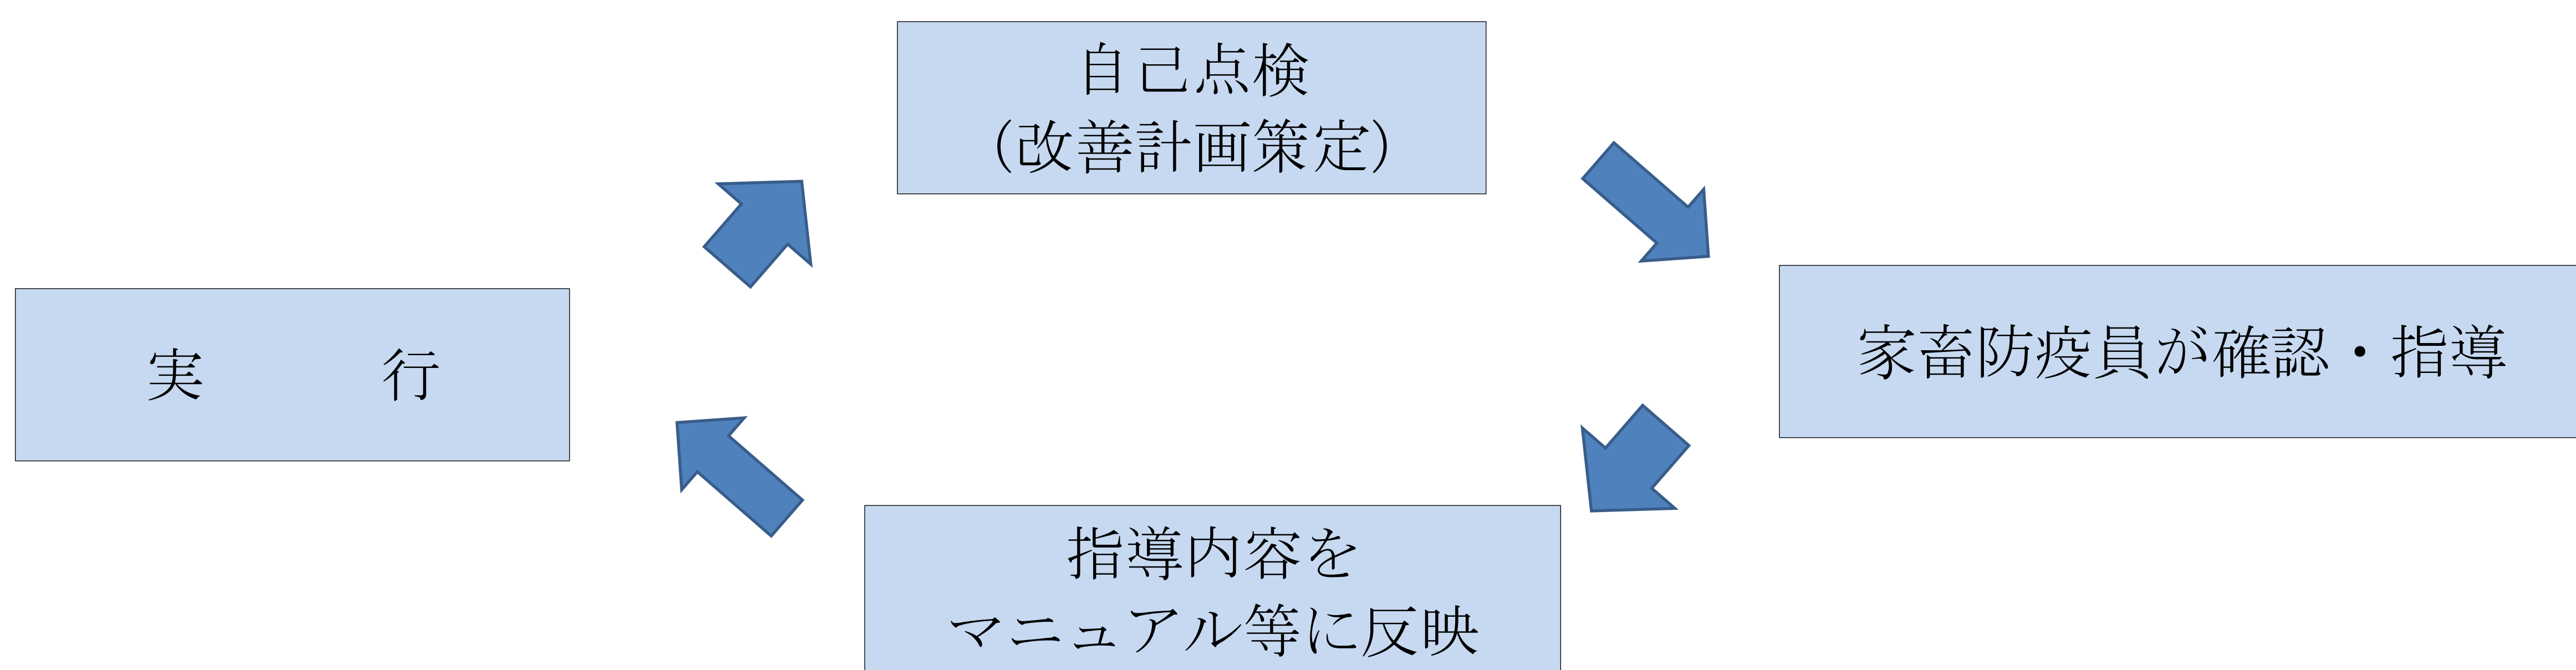 自己点検
（改善計画策定）
実　　　行
家畜防疫員が確認・指導
指導内容を
マニュアル等に反映